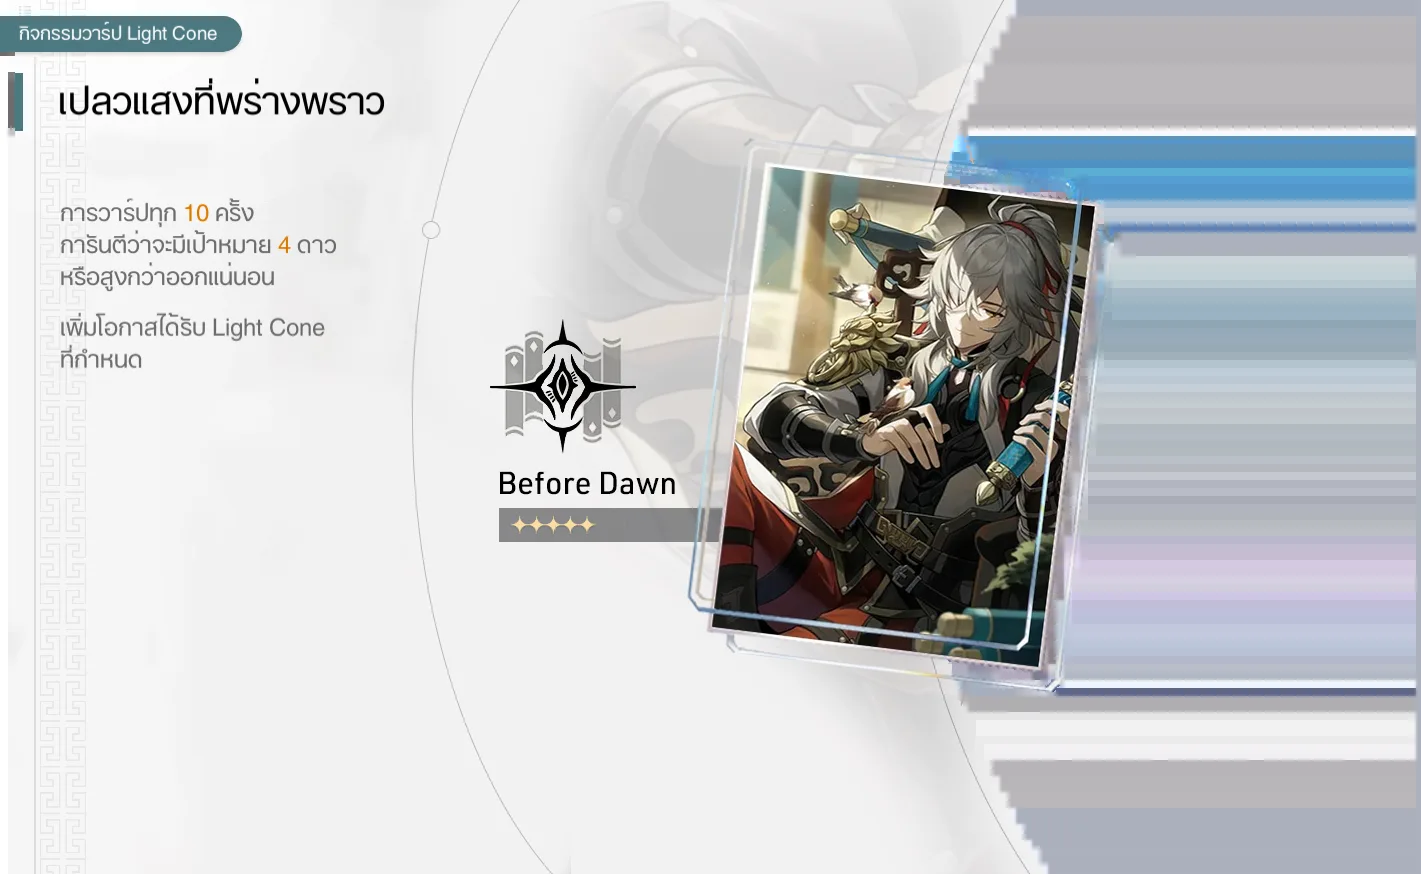 กิจกรรมวาร์ป Light Cone
เปลวแสงที่พร่างพราว
การวาร์ปทุก 10 ครั้ง
การันตีว่าจะมีเป้าหมาย 4 ดาว
หรือสูงกว่าออกแน่นอน
เพิ่มโอกาสได้รับ Light Cone
ที่กำหนด
Before Dawn